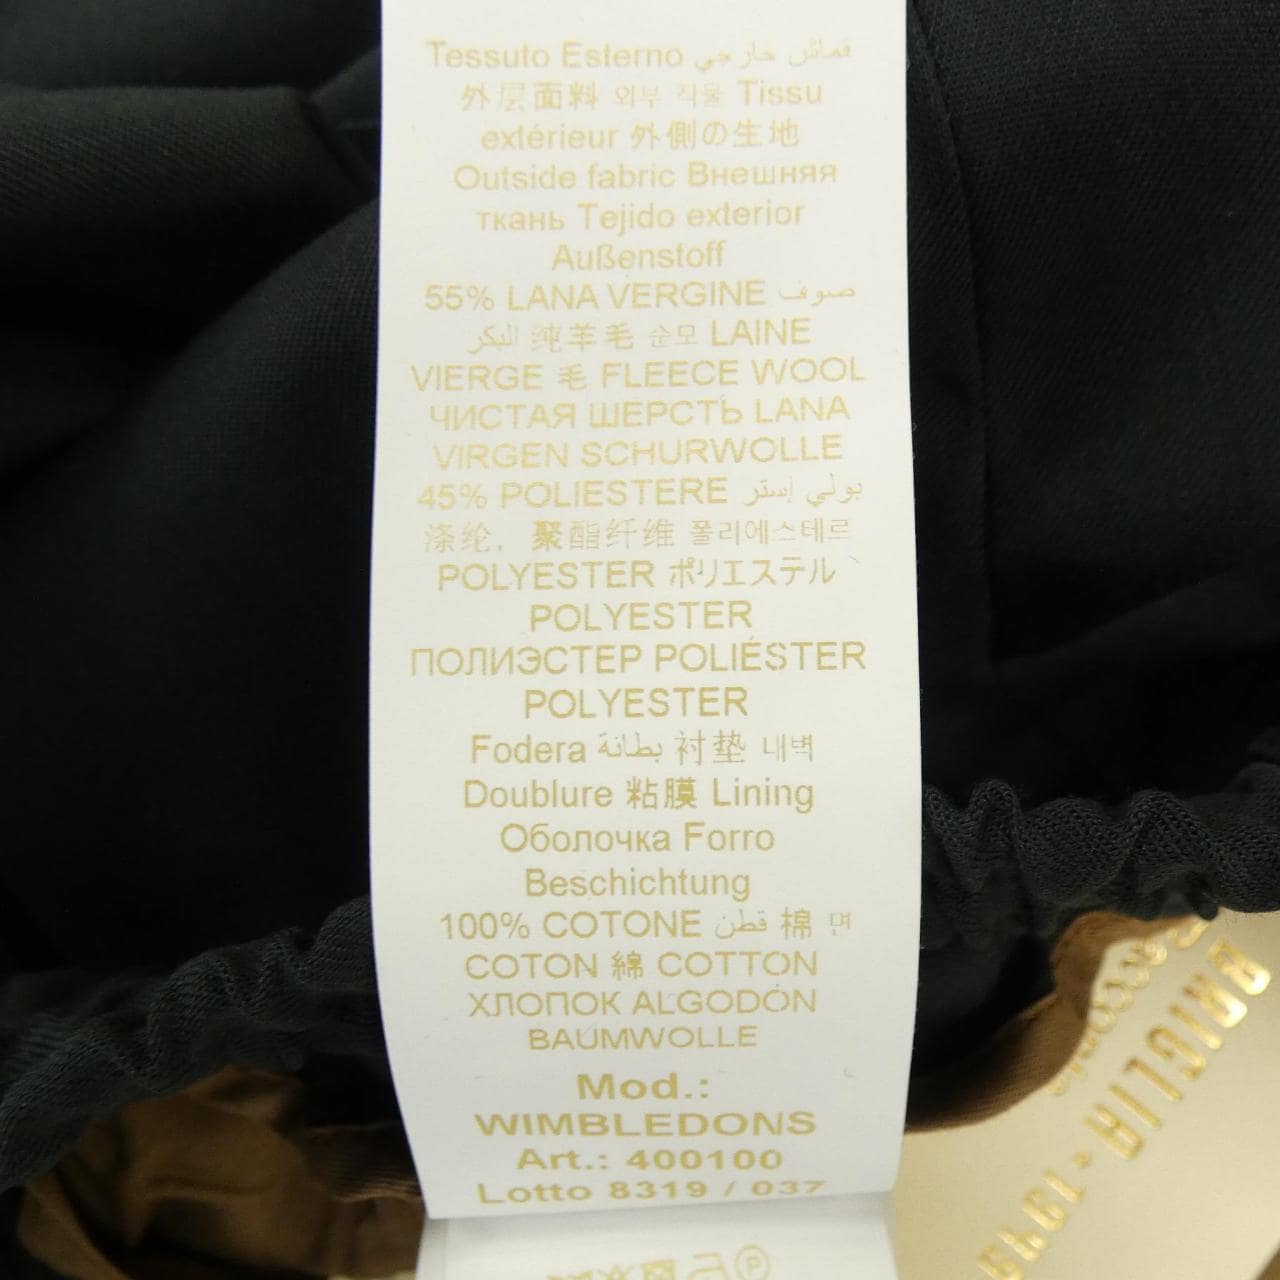 Tessuto Esterno قماش خارجي
外层面料 외부 직물 Tissu
extérieur 外側の生地
Outside fabric Внешняя
ткань Tejido exterior
Außenstoff
55% LANA VERGINE صوف
البكر 纯羊毛 순모 LAINE
VIERGE 毛 FLEECE WOOL
ЧИСТАЯ ШЕРСТЬ LANA
VIRGEN SCHURWOLLE
45% POLIESTERE بولي إستر
涤纶，聚酯纤维 폴리에스테르
POLYESTER ポリエステル
POLYESTER
ПОЛИЭСТЕР POLIÉSTER
POLYESTER
Fodera بطانة 衬垫 내벽
Doublure 粘膜 Lining
Оболочка Forro
Beschichtung
100% COTONE قطن 棉 면
COTON 綿 COTTON
ХЛОПОК ALGODÓN
BAUMWOLLE
Mod.:
WIMBLEDONS
Art.: 400100
Lotto 8319 / 037
BRIGLIA • 1949